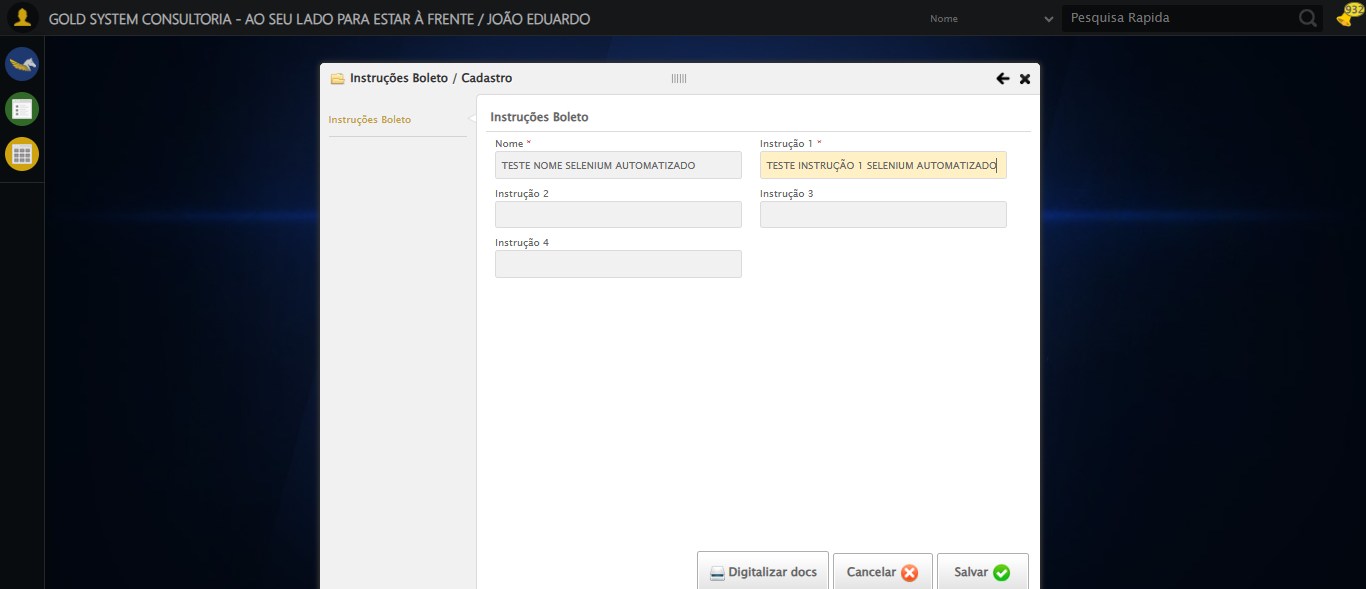 GOLD SYSTEM CONSULTORIA - AO SEU LADO PARA ESTAR À FRENTE / JOÃO EDUARDO
Nome
Pesquisa Rapida
932
Instruções Boleto / Cadastro
Instruções Boleto
Instruções Boleto
Nome *
Instrução 1 *
TESTE NOME SELENIUM AUTOMATIZADO
TESTE INSTRUÇÃO 1 SELENIUM AUTOMATIZADO
Instrução 2
Instrução 3
Instrução 4
Digitalizar docs
Cancelar
Salvar